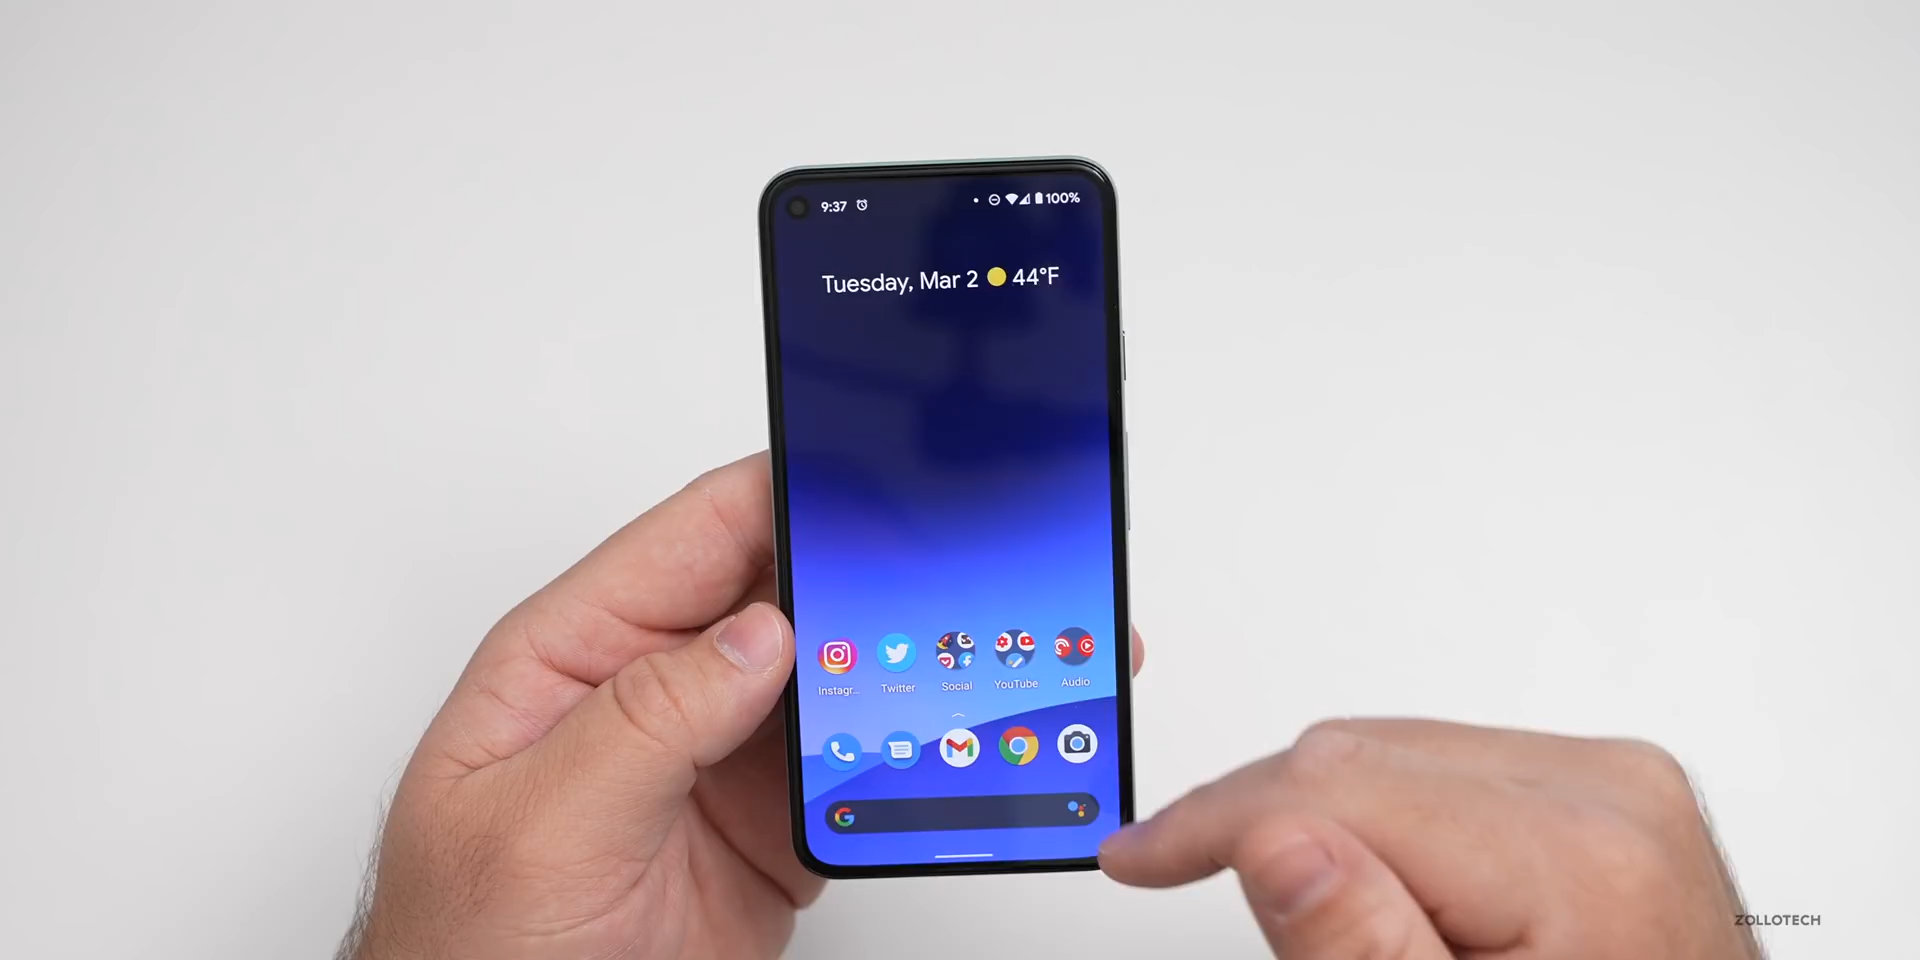 9:37
100%
Tuesday, Mar 2 44°F
Instagr...
Twitter
Social
YouTube
Audio
G
ZOLLOTECH